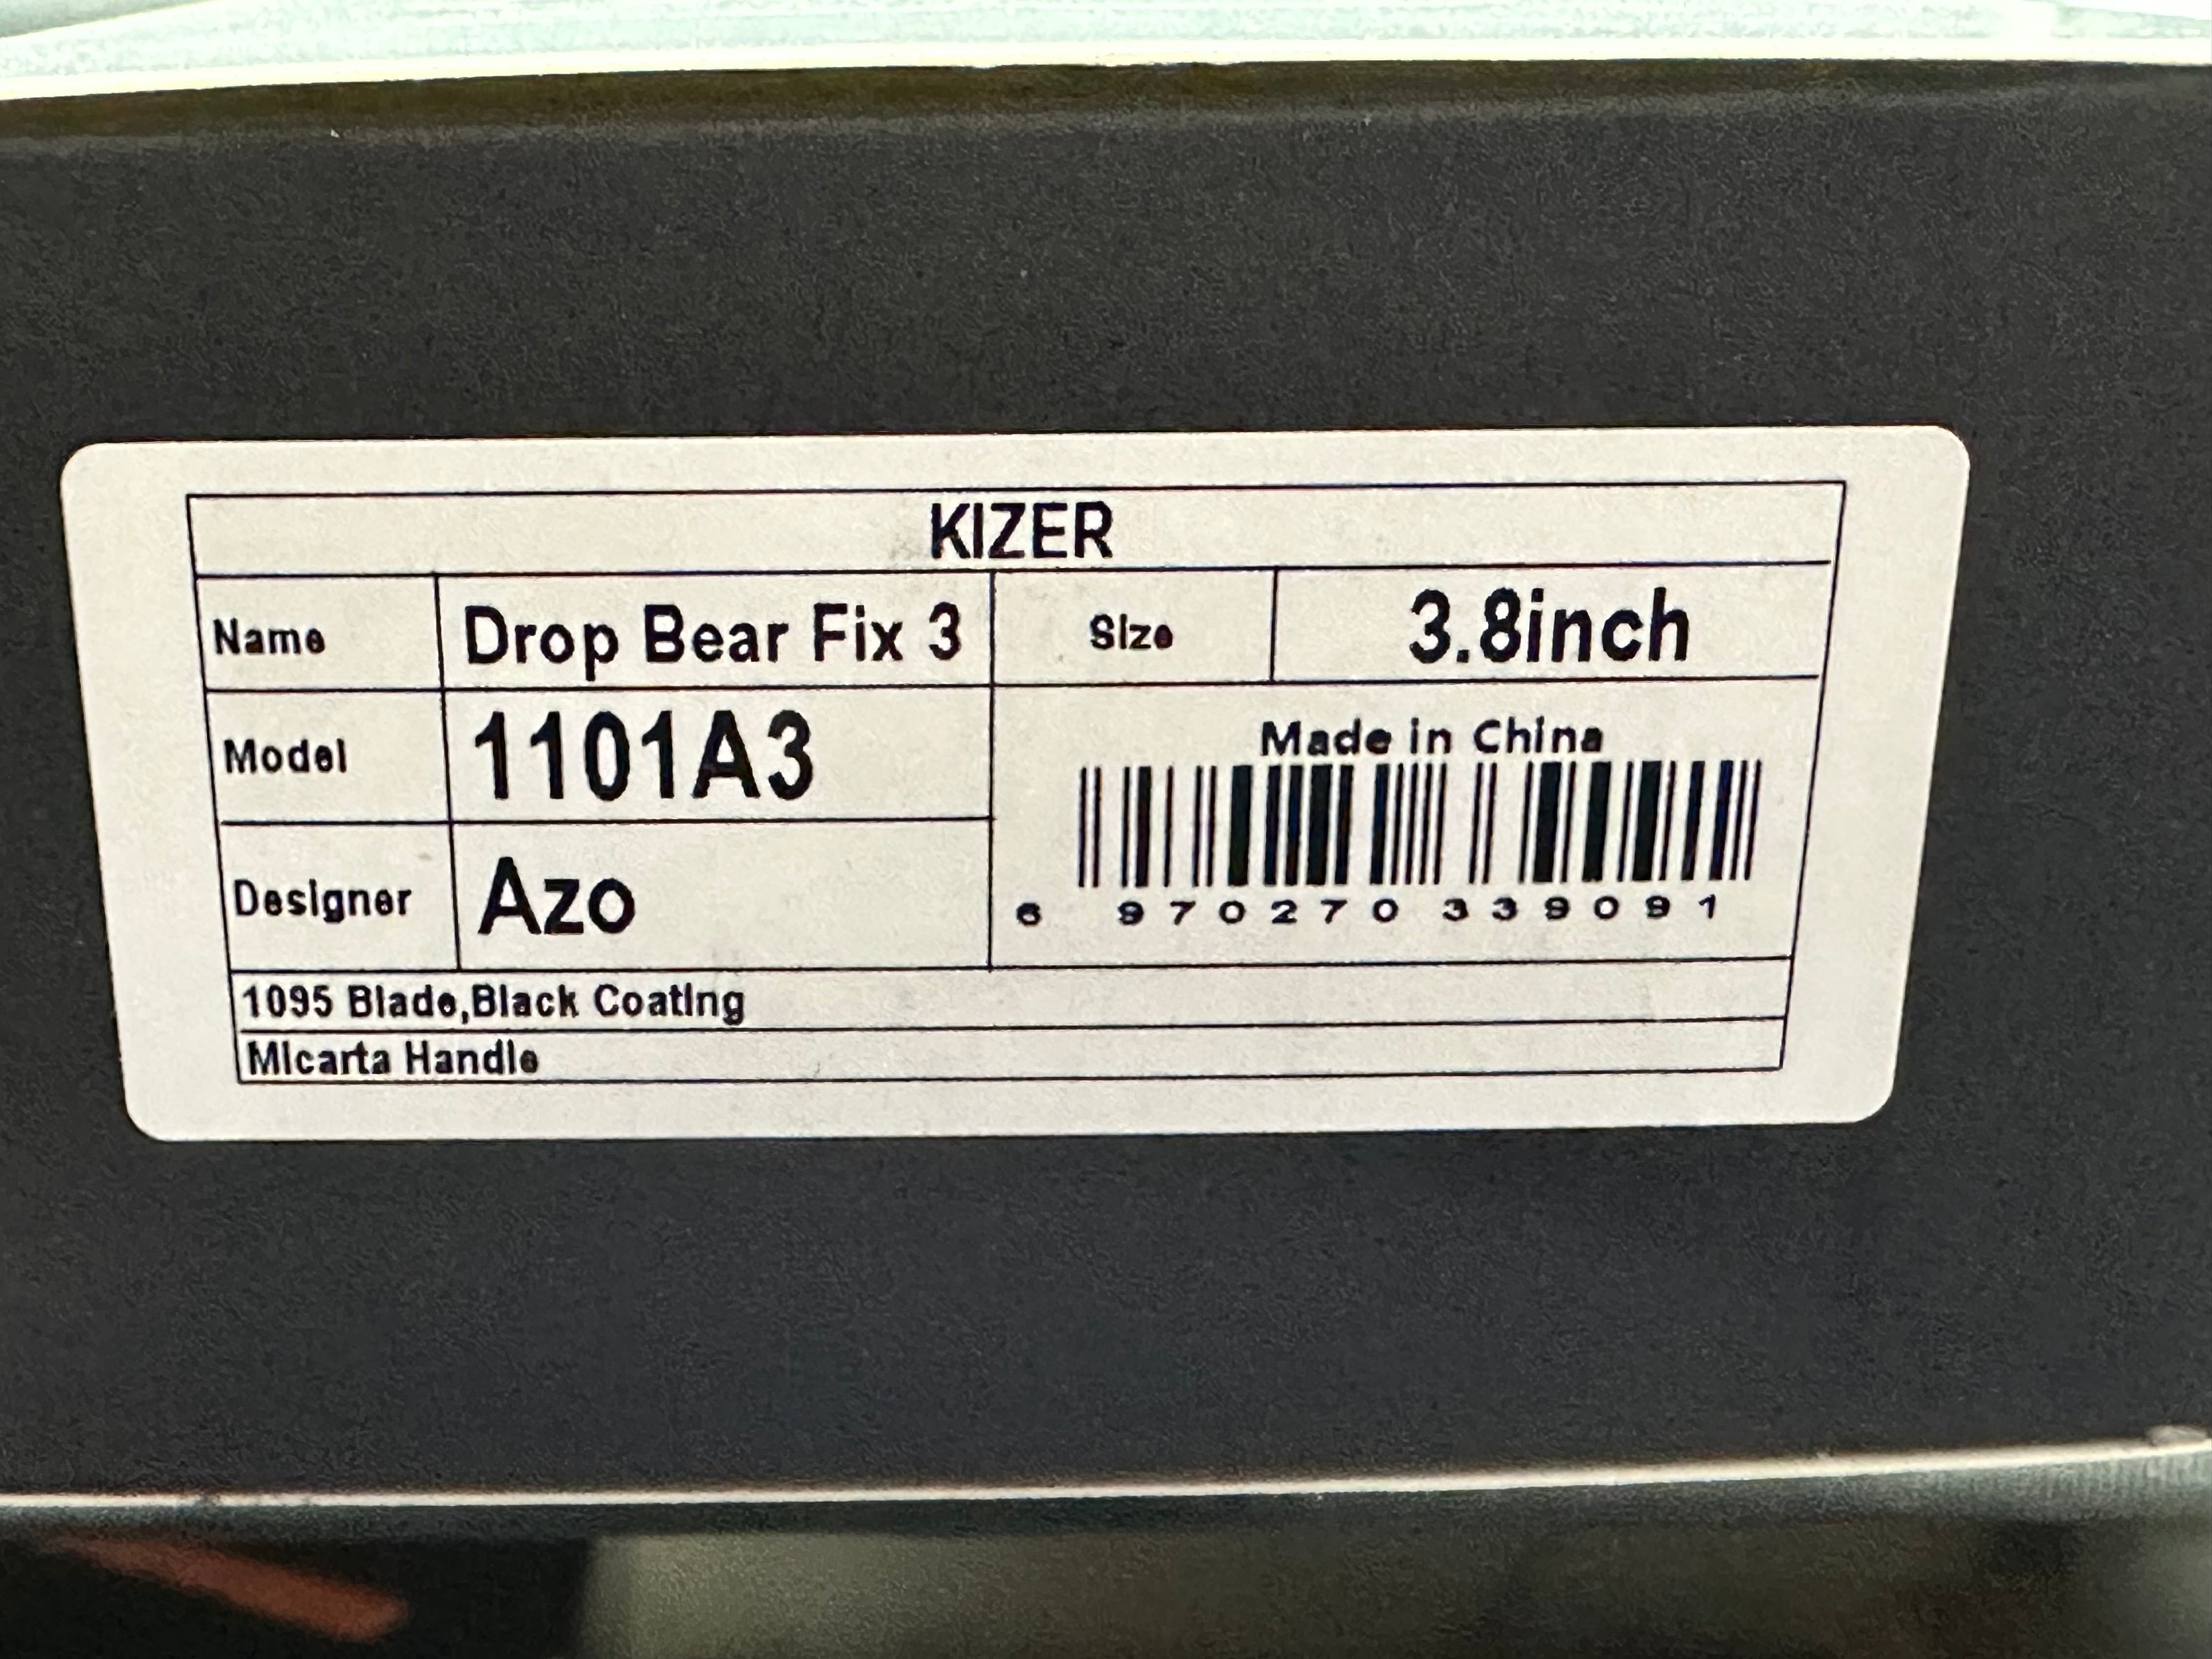 KIZER
Name Drop Bear Fix 3 Size 3.8inch
Model 1101A3
Made in China
Designer Azo
6 970270 339091
1095 Blade,Black Coating
Micarta Handle